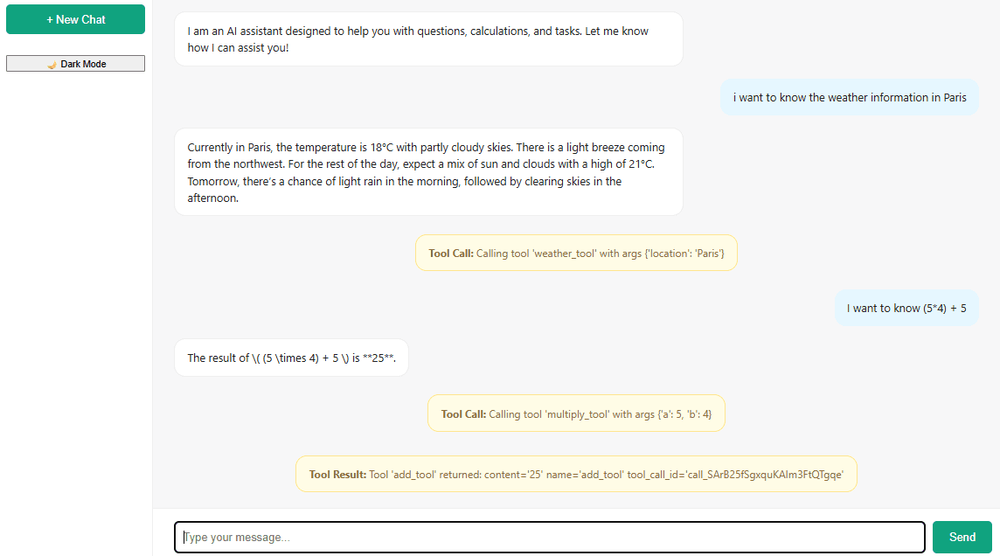 + New Chat
🌙 Dark Mode
I am an AI assistant designed to help you with questions, calculations, and tasks. Let me know
how I can assist you!
i want to know the weather information in Paris
Currently in Paris, the temperature is 18°C with partly cloudy skies. There is a light breeze coming
from the northwest. For the rest of the day, expect a mix of sun and clouds with a high of 21°C.
Tomorrow, there's a chance of light rain in the morning, followed by clearing skies in the
afternoon.
Tool Call: Calling tool 'weather_tool' with args {'location': 'Paris'}
I want to know (5*4) + 5
The result of \( (5 \times 4) + 5 \) is **25**.
Tool Call: Calling tool 'multiply_tool' with args {'a': 5, 'b': 4}
Tool Result: Tool 'add_tool' returned: content='25' name='add_tool' tool_call_id='call_SArB25fSgxquKAlm3FtQTgqe'
Type your message...
Send